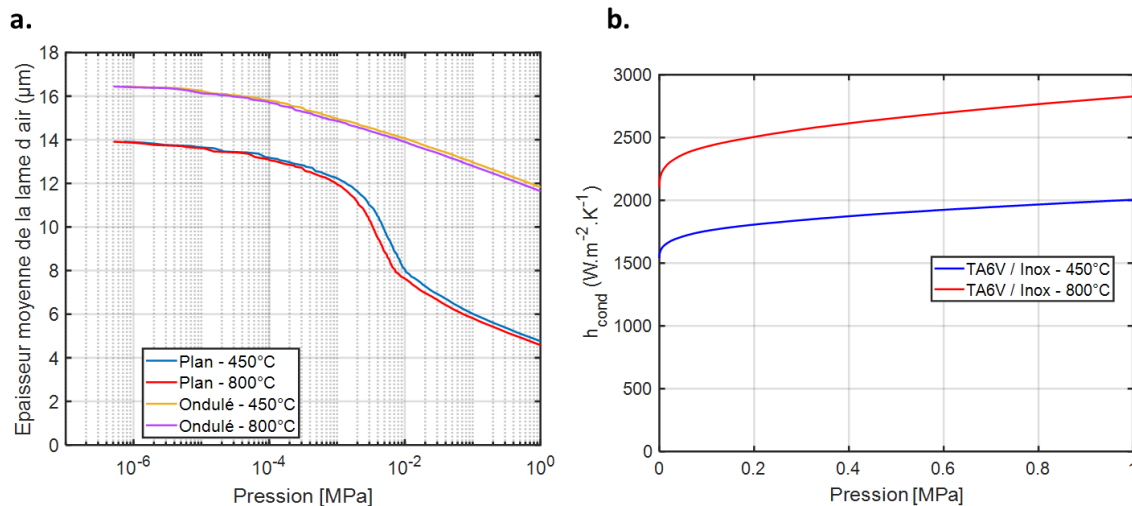 a.
b.
Epaisseur moyenne de la lame d air (µm)
18
16
14
12
10
8
6
4
2
0
Plan - 450°C
Plan - 800°C
Ondulé - 450°C
Ondulé - 800°C
10⁻⁶
10⁻⁴
10⁻²
10⁰
Pression [MPa]
h_cond (W.m⁻².K⁻¹)
3000
2500
2000
1500
1000
500
0
TA6V / Inox - 450°C
TA6V / Inox - 800°C
0
0.2
0.4
0.6
0.8
1
Pression [MPa]